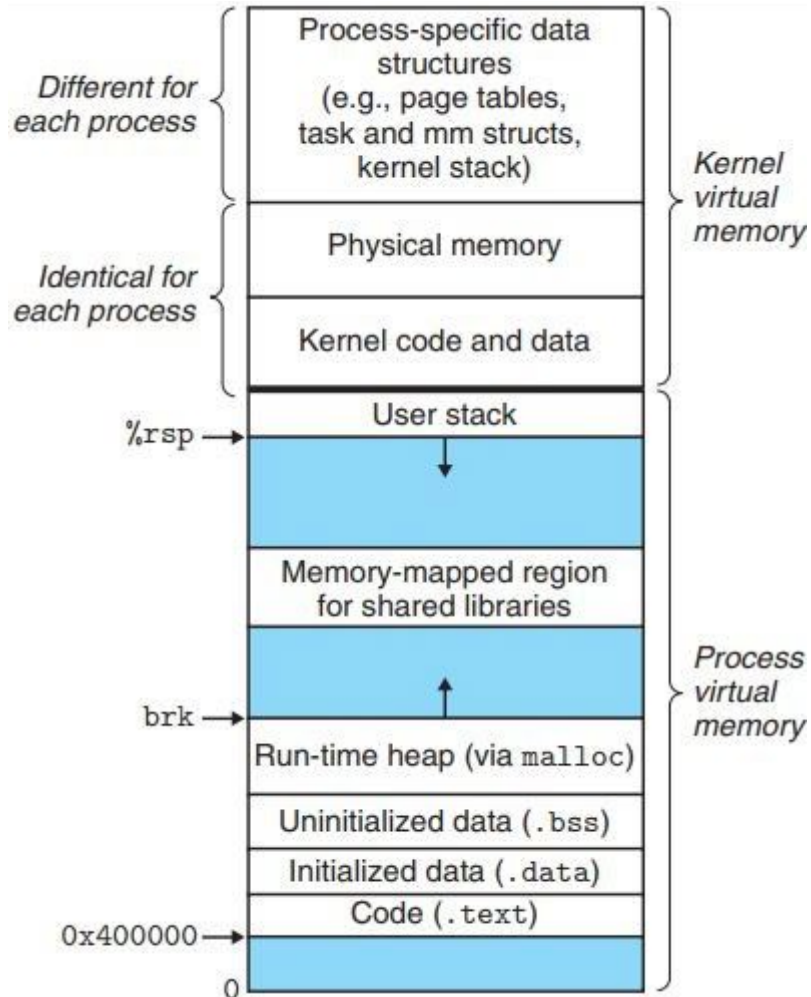 Process-specific data
structures
(e.g., page tables,
task and mm structs,
kernel stack)
Different for
each process
Kernel
virtual
memory
Physical memory
Identical for
each process
Kernel code and data
User stack
%rsp
Memory-mapped region
for shared libraries
Process
virtual
memory
brk
Run-time heap (via malloc)
Uninitialized data (.bss)
Initialized data (.data)
Code (.text)
0x400000
0